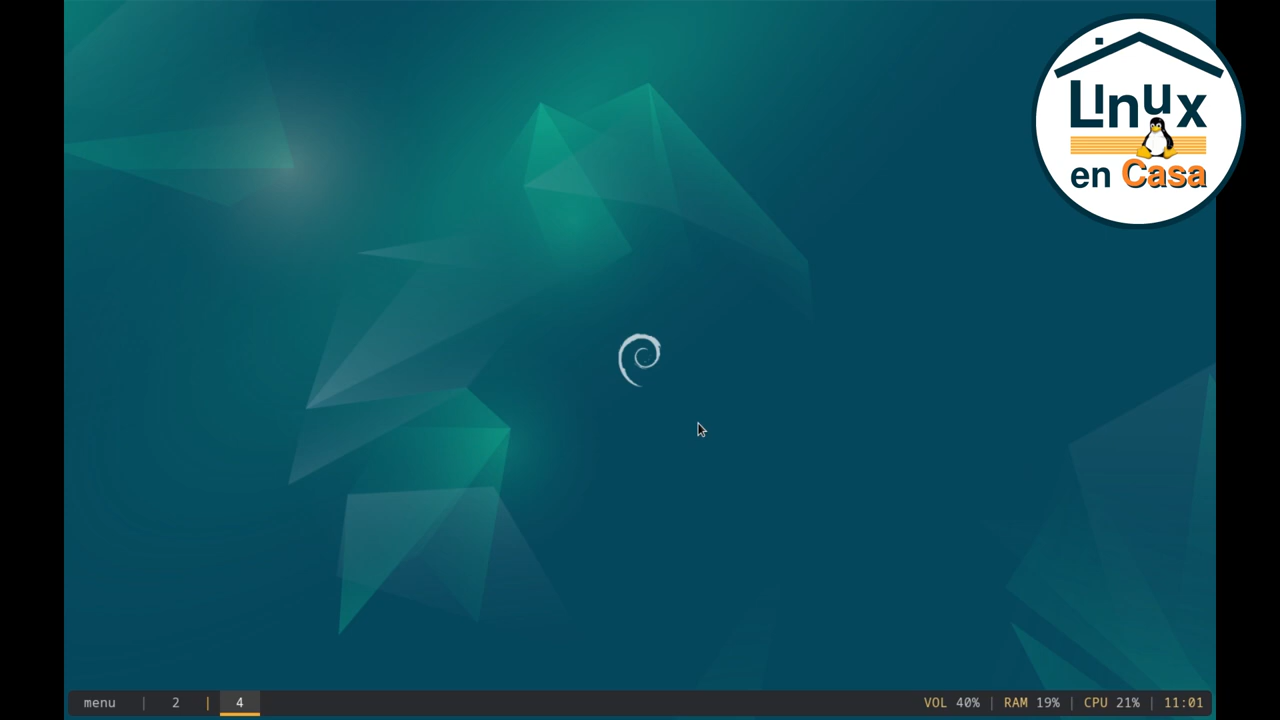 Linux
en Casa
menu | 2 | 4
VOL 40% | RAM 19% | CPU 21% | 11:01